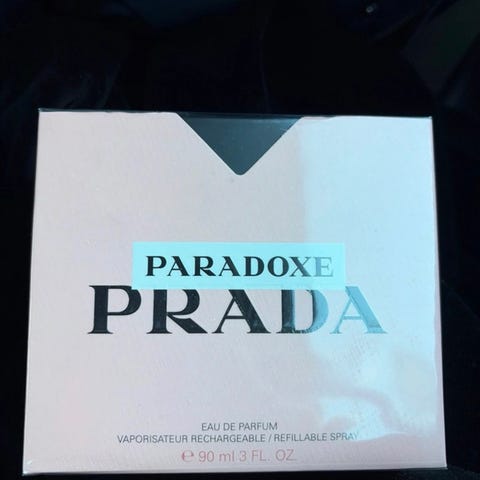 PARADOXE
PRADA
EAU DE PARFUM
VAPORISATEUR RECHARGEABLE / REFILLABLE SPRAY
℮ 90 ml 3 FL. OZ.